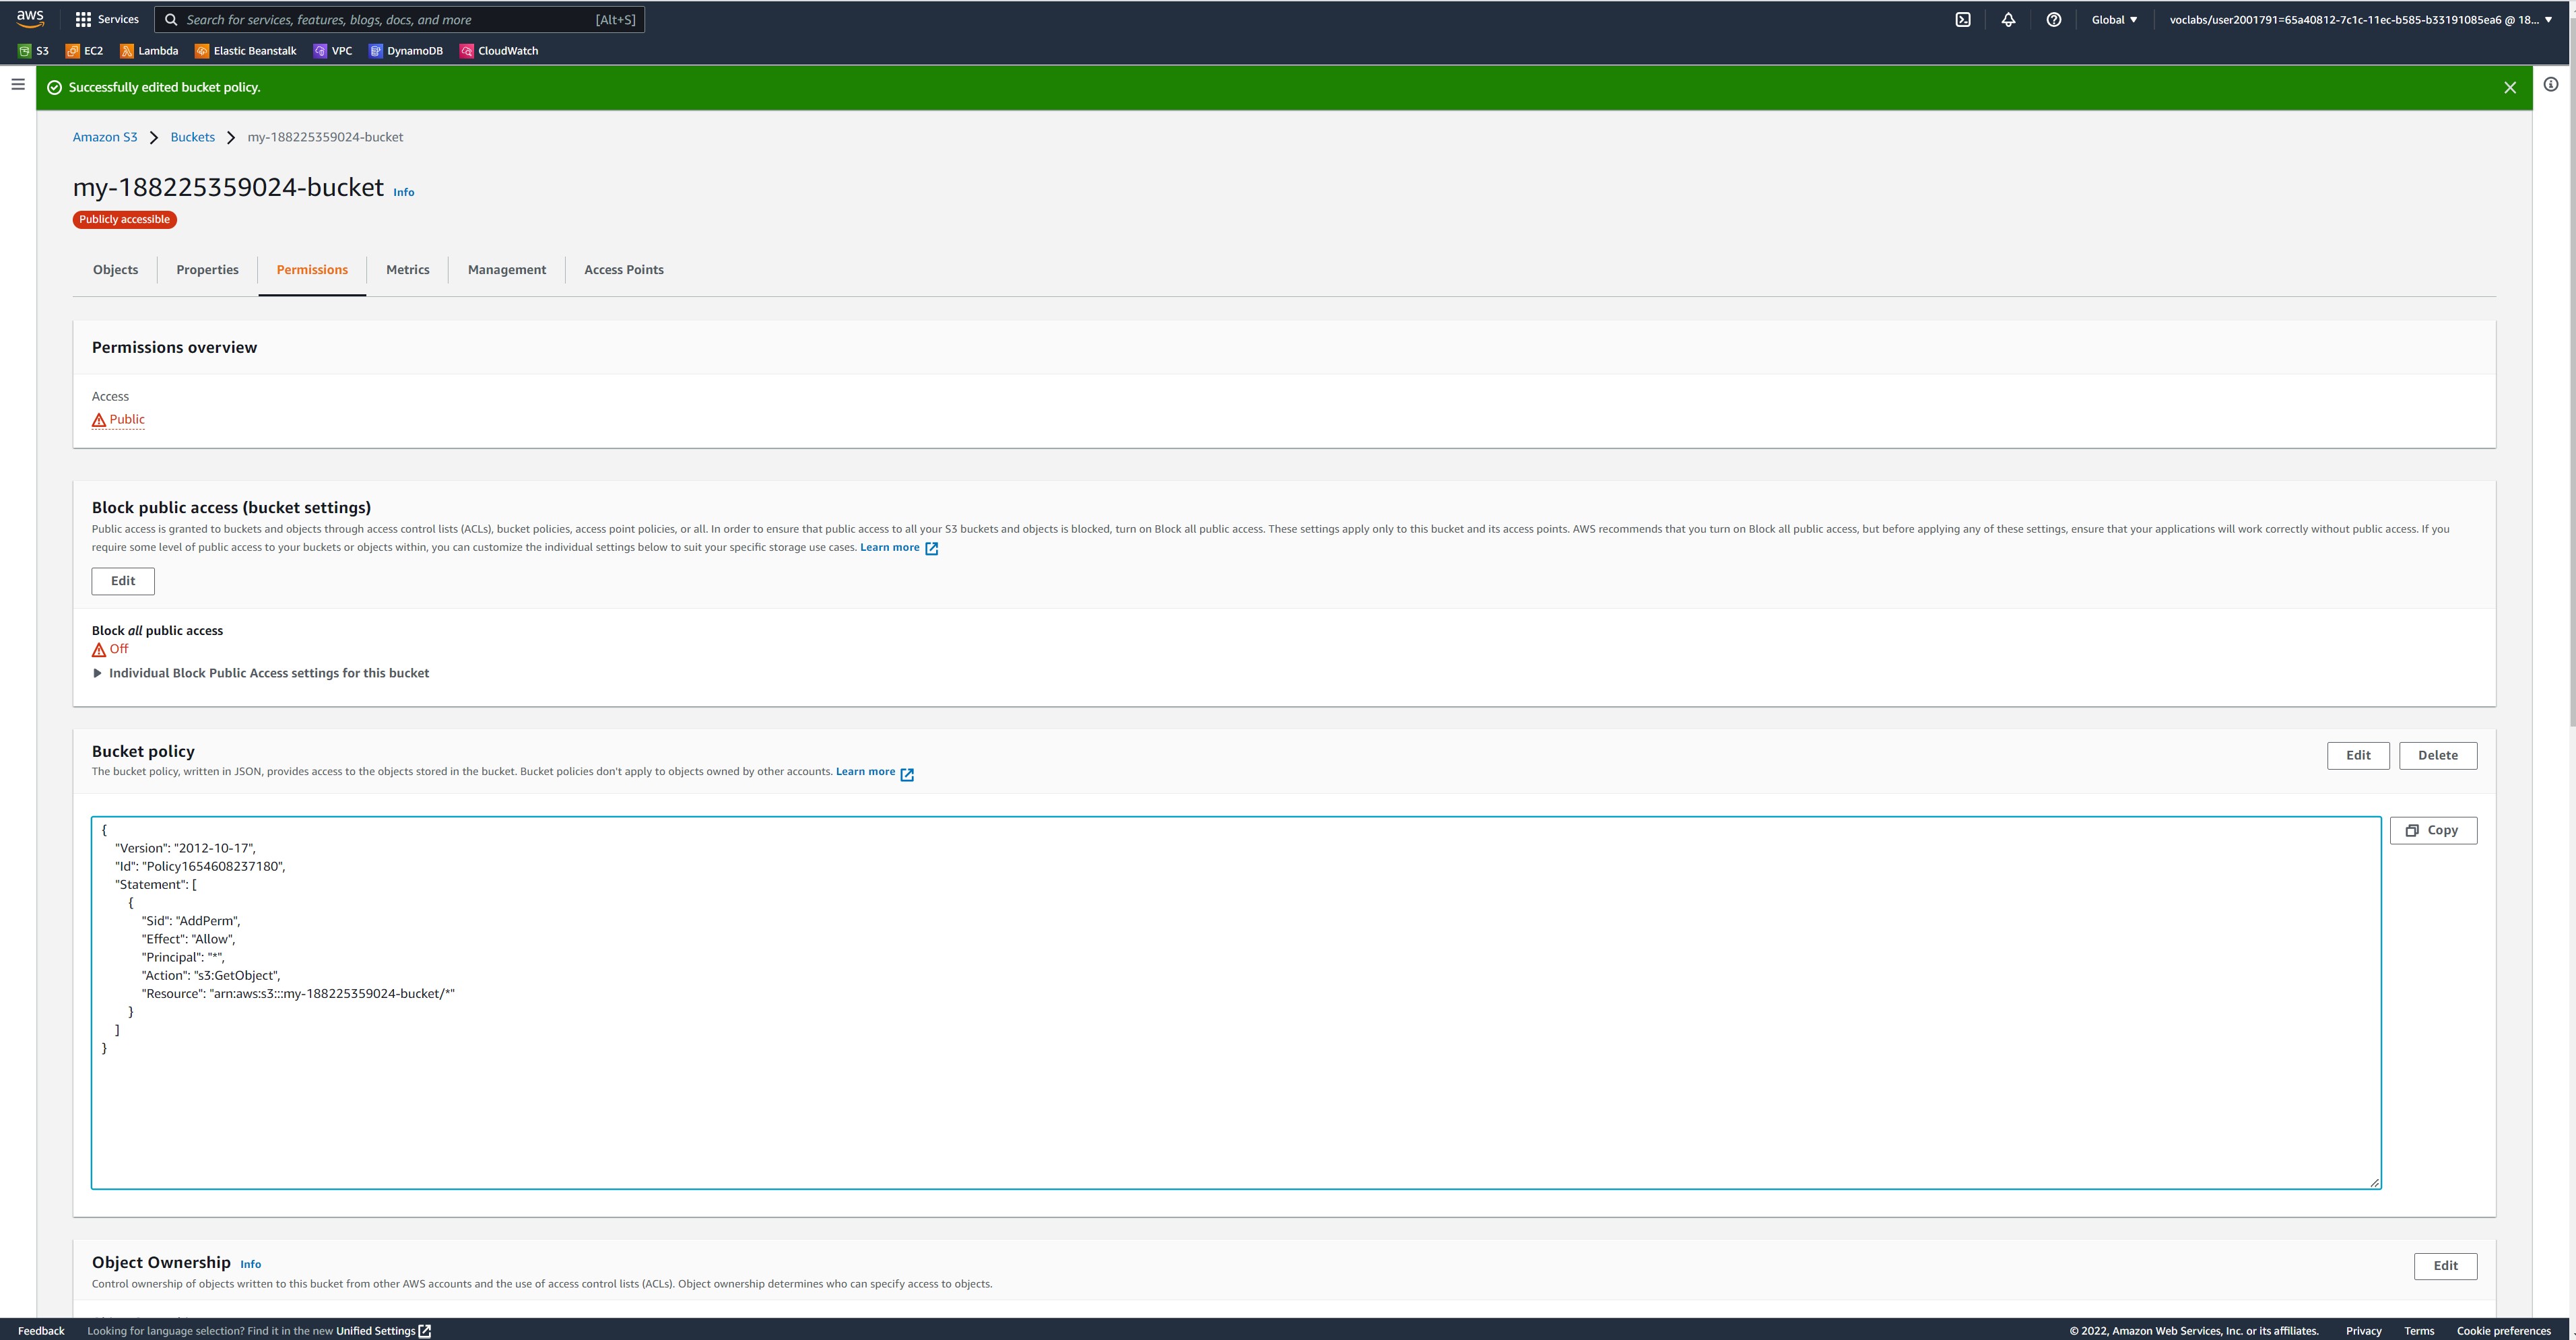 aws
Services
Search for services, features, blogs, docs, and more [Alt+S]
Global ▼
voclabs/user2001791=65a40812-7c1c-11ec-b585-b33191085ea6 @ 18... ▼
S3 EC2 Lambda Elastic Beanstalk VPC DynamoDB CloudWatch
Successfully edited bucket policy.
Amazon S3 > Buckets > my-188225359024-bucket
my-188225359024-bucket Info
Publicly accessible
Objects Properties Permissions Metrics Management Access Points
Permissions overview
Access
Public
Block public access (bucket settings)
Public access is granted to buckets and objects through access control lists (ACLs), bucket policies, access point policies, or all. In order to ensure that public access to all your S3 buckets and objects is blocked, turn on Block all public access. These settings apply only to this bucket and its access points. AWS recommends that you turn on Block all public access, but before applying any of these settings, ensure that your applications will work correctly without public access. If you
require some level of public access to your buckets or objects within, you can customize the individual settings below to suit your specific storage use cases. Learn more
Edit
Block all public access
Off
Individual Block Public Access settings for this bucket
Bucket policy
Edit Delete
The bucket policy, written in JSON, provides access to the objects stored in the bucket. Bucket policies don't apply to objects owned by other accounts. Learn more
Copy
{
"Version": "2012-10-17",
"Id": "Policy1654608237180",
"Statement": [
{
"Sid": "AddPerm",
"Effect": "Allow",
"Principal": "*",
"Action": "s3:GetObject",
"Resource": "arn:aws:s3:::my-188225359024-bucket/*"
}
]
}
Object Ownership Info
Edit
Control ownership of objects written to this bucket from other AWS accounts and the use of access control lists (ACLs). Object ownership determines who can specify access to objects.
Feedback Looking for language selection? Find it in the new Unified Settings
© 2022, Amazon Web Services, Inc. or its affiliates. Privacy Terms Cookie preferences